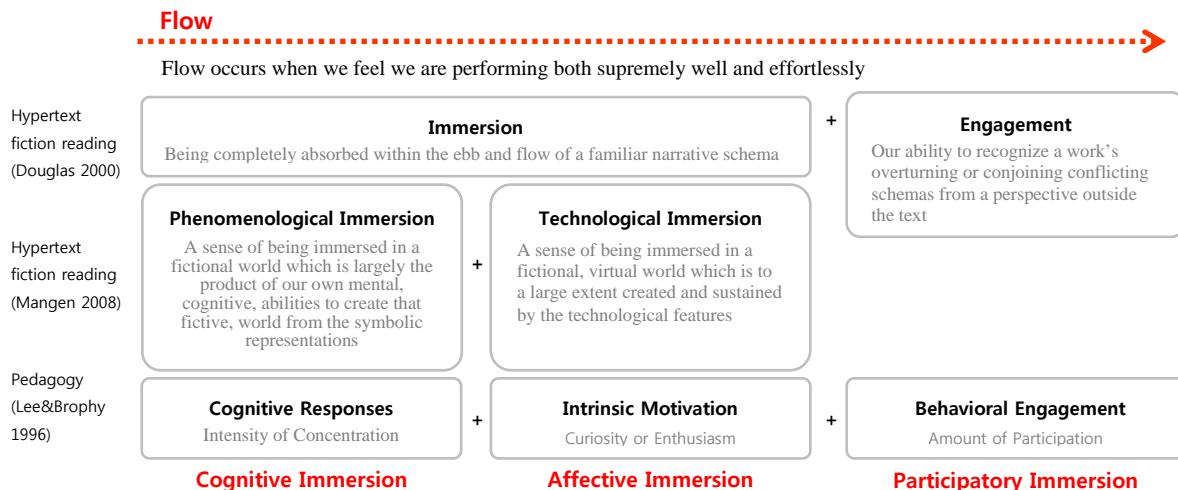 Flow
Flow occurs when we feel we are performing both supremely well and effortlessly
Hypertext
fiction reading
(Douglas 2000)
Immersion
Being completely absorbed within the ebb and flow of a familiar narrative schema
+
Engagement
Our ability to recognize a work's
overturning or conjoining conflicting
schemas from a perspective outside
the text
Hypertext
fiction reading
(Mangen 2008)
Phenomenological Immersion
A sense of being immersed in a
fictional world which is largely the
product of our own mental,
cognitive, abilities to create that
fictive, world from the symbolic
representations
+
Technological Immersion
A sense of being immersed in a
fictional, virtual world which is to
a large extent created and sustained
by the technological features
Pedagogy
(Lee&Brophy
1996)
Cognitive Responses
Intensity of Concentration
+
Intrinsic Motivation
Curiosity or Enthusiasm
+
Behavioral Engagement
Amount of Participation
Cognitive Immersion
Affective Immersion
Participatory Immersion